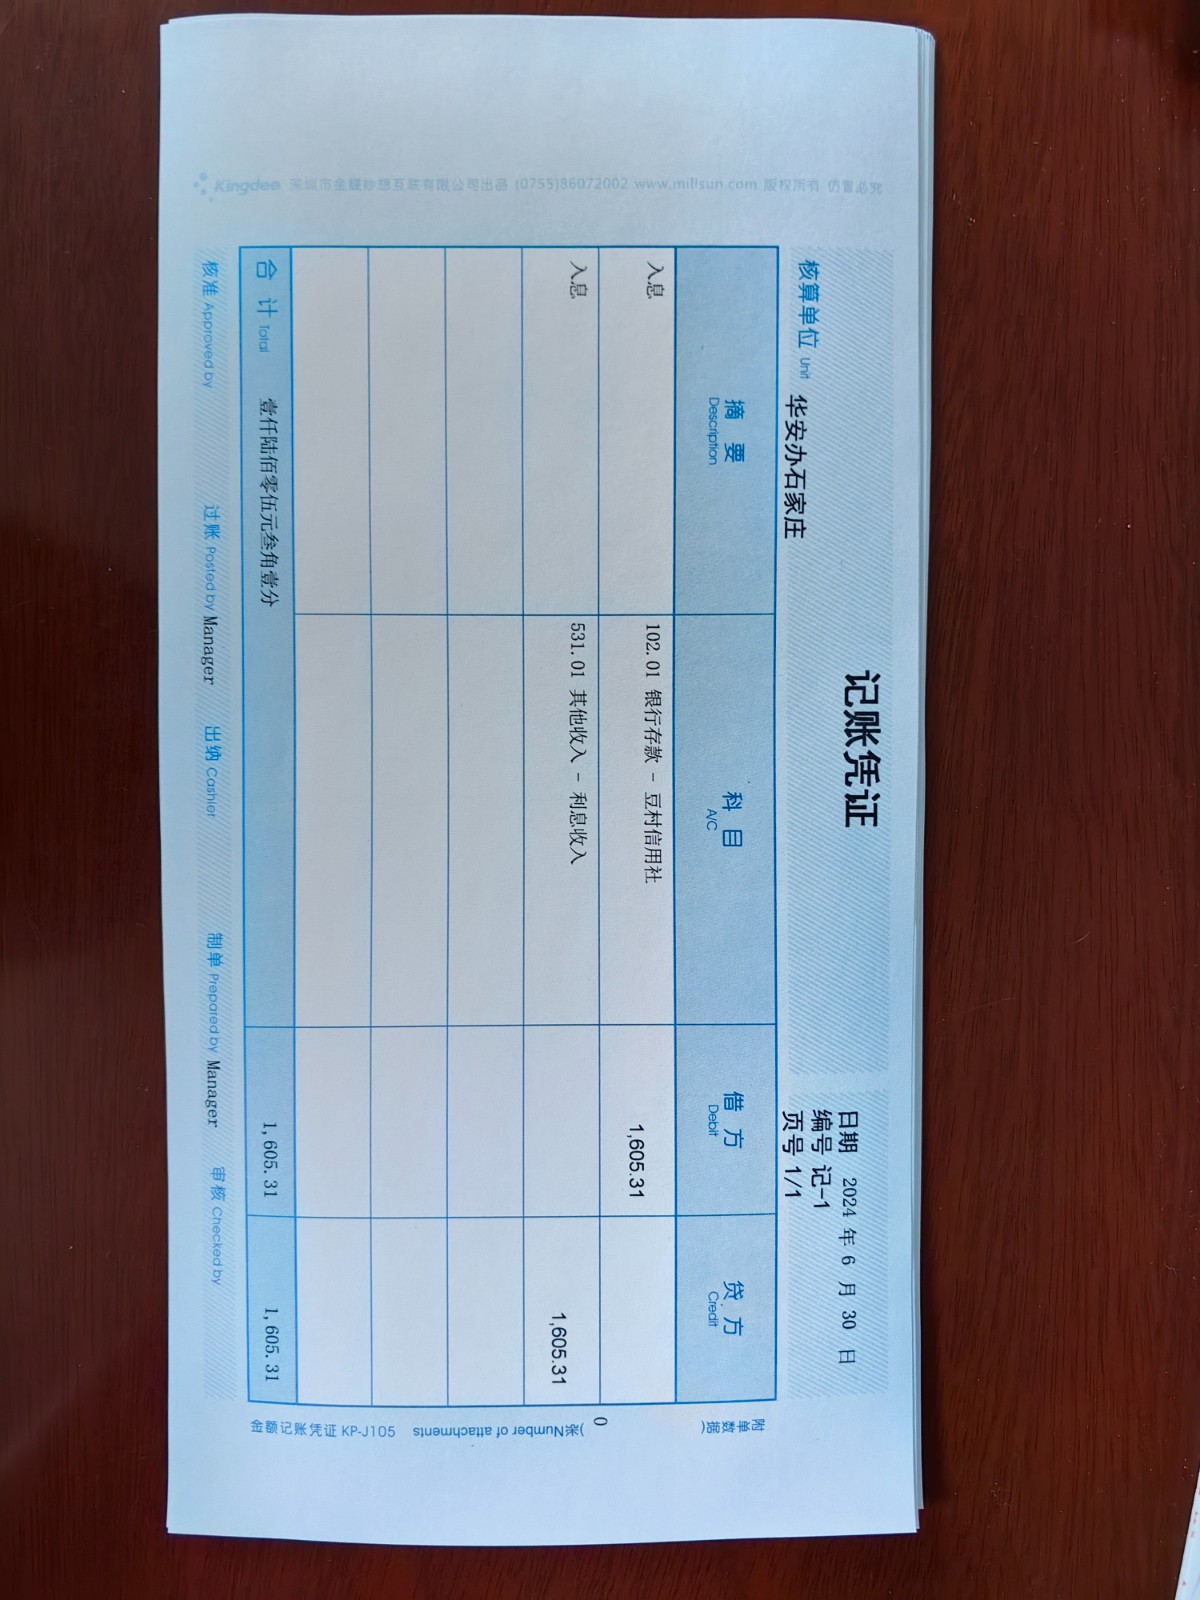 记账凭证
日期 2024 年 6 月 30 日
编号 记-1
核算单位 Unit 华安办石家庄 页号 1/1
摘 要 科 目 借 方 贷 方
Description A/C Debit Credit
入息 102.01 银行存款 - 豆村信用社 1,605.31
入息 531.01 其他收入 - 利息收入 1,605.31
合 计 Total 壹仟陆佰零伍元叁角壹分 1,605.31 1,605.31
核准 Approved by 过账 Posted by Manager 出纳 Cashier 制单 Prepared by Manager 审核 Checked by
附单数(据) 0 张)Number of attachments 金额记账凭证 KP-J105
Kingdee 深圳市金蝶妙想互联有限公司出品 (0755)86072002 www.millsun.com 版权所有 仿冒必究